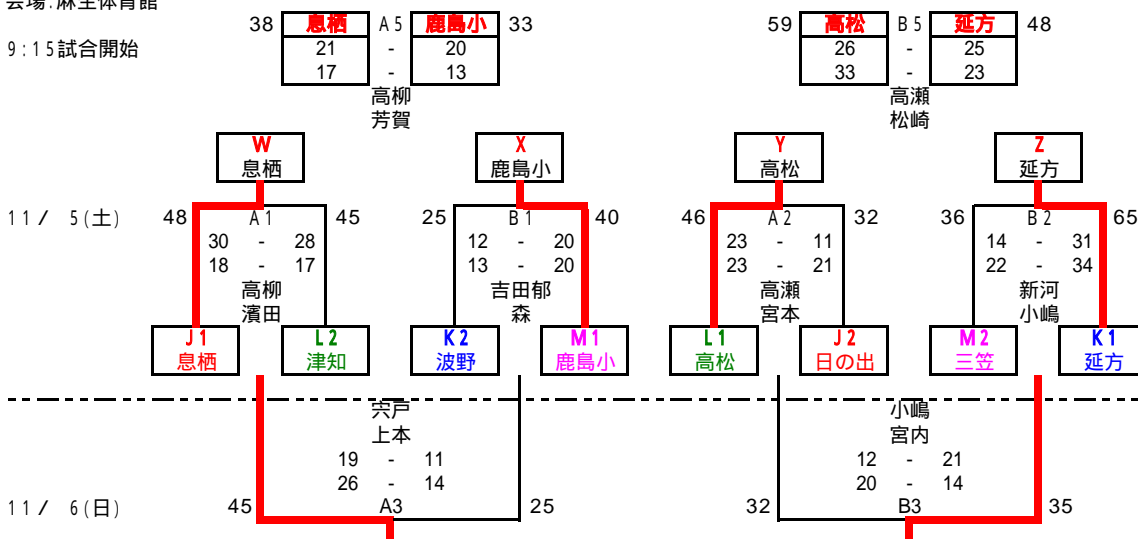 会場:麻生体育館
38 息栖 A5 鹿島小 33 59 高松 B5 延方 48
9:15試合開始
21 - 20 26 - 25
17 - 13 33 - 23
高柳 高瀬
芳賀 松崎
W X Y Z
息栖 鹿島小 高松 延方
11/ 5(土) 48 A1 45 25 B1 40 46 A2 32 36 B2 65
30 - 28 12 - 20 23 - 11 14 - 31
18 - 17 13 - 20 23 - 21 22 - 34
高柳 吉田郁 高瀬 新河
濱田 森 宮本 小嶋
J1 L2 K2 M1 L1 J2 M2 K1
息栖 津知 波野 鹿島小 高松 日の出 三笠 延方
宍戸 小嶋
上本 宮内
19 - 11 12 - 21
26 - 14 20 - 14
11/ 6(日) 45 A3 25 32 B3 35